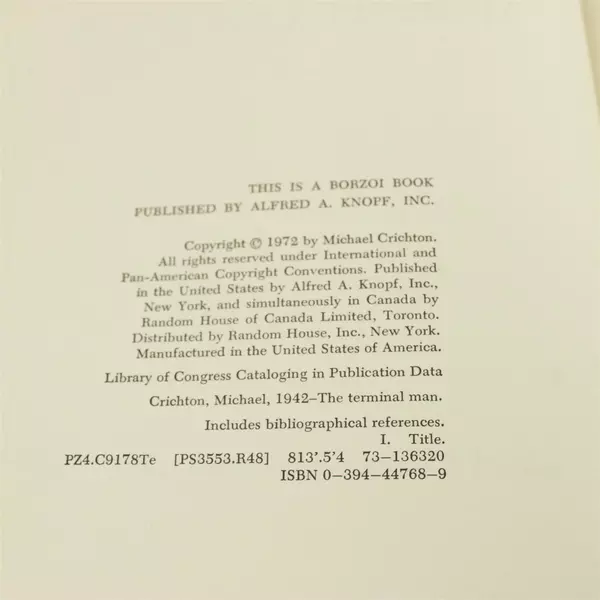 THIS IS A BORZOI BOOK
PUBLISHED BY ALFRED A. KNOPF, INC.
Copyright © 1972 by Michael Crichton.
All rights reserved under International and
Pan-American Copyright Conventions. Published
in the United States by Alfred A. Knopf, Inc.,
New York, and simultaneously in Canada by
Random House of Canada Limited, Toronto.
Distributed by Random House, Inc., New York.
Manufactured in the United States of America.
Library of Congress Cataloging in Publication Data
Crichton, Michael, 1942–The terminal man.
Includes bibliographical references.
I. Title.
PZ4.C9178Te [PS3553.R48] 813'.5'4 73–136320
ISBN 0–394–44768–9